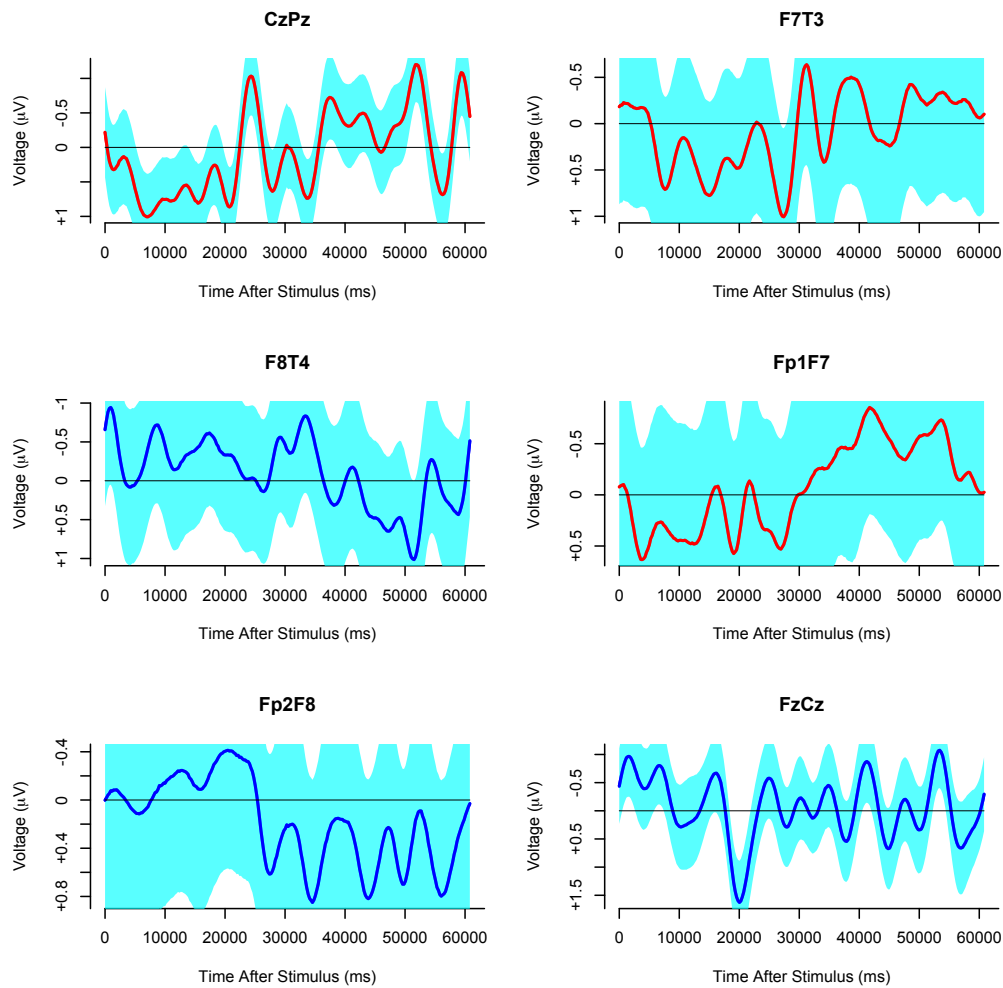 CzPz
Voltage (μV)
-0.5
0
+1
0 10000 20000 30000 40000 50000 60000
Time After Stimulus (ms)
F7T3
Voltage (μV)
-0.5
0
+0.5
+1
0 10000 20000 30000 40000 50000 60000
Time After Stimulus (ms)
F8T4
Voltage (μV)
-1
-0.5
0
+0.5
+1
0 10000 20000 30000 40000 50000 60000
Time After Stimulus (ms)
Fp1F7
Voltage (μV)
-0.5
0
+0.5
0 10000 20000 30000 40000 50000 60000
Time After Stimulus (ms)
Fp2F8
Voltage (μV)
-0.4
0
+0.4
+0.8
0 10000 20000 30000 40000 50000 60000
Time After Stimulus (ms)
FzCz
Voltage (μV)
-0.5
+0.5
+1.5
0 10000 20000 30000 40000 50000 60000
Time After Stimulus (ms)